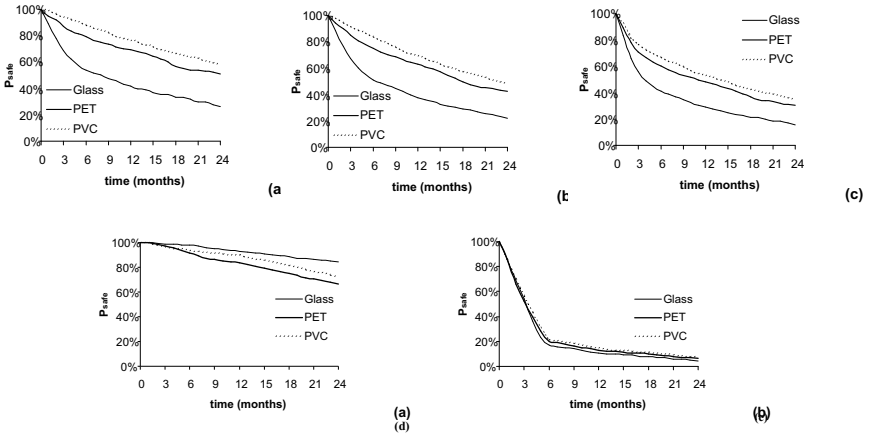 100%
80%
60%
40%
20%
0%
Psafe
Glass
PET
PVC
0 3 6 9 12 15 18 21 24
time (months)
(a
100%
80%
60%
40%
20%
0%
Psafe
Glass
PET
PVC
0 3 6 9 12 15 18 21 24
time (months)
(b
100%
80%
60%
40%
20%
0%
Psafe
Glass
PET
PVC
0 3 6 9 12 15 18 21 24
time (months)
(c)
100%
80%
60%
40%
20%
0%
Psafe
Glass
PET
PVC
0 3 6 9 12 15 18 21 24
time (months)
(a)
(d)
100%
80%
60%
40%
20%
0%
Psafe
Glass
PET
PVC
0 3 6 9 12 15 18 21 24
time (months)
(b)